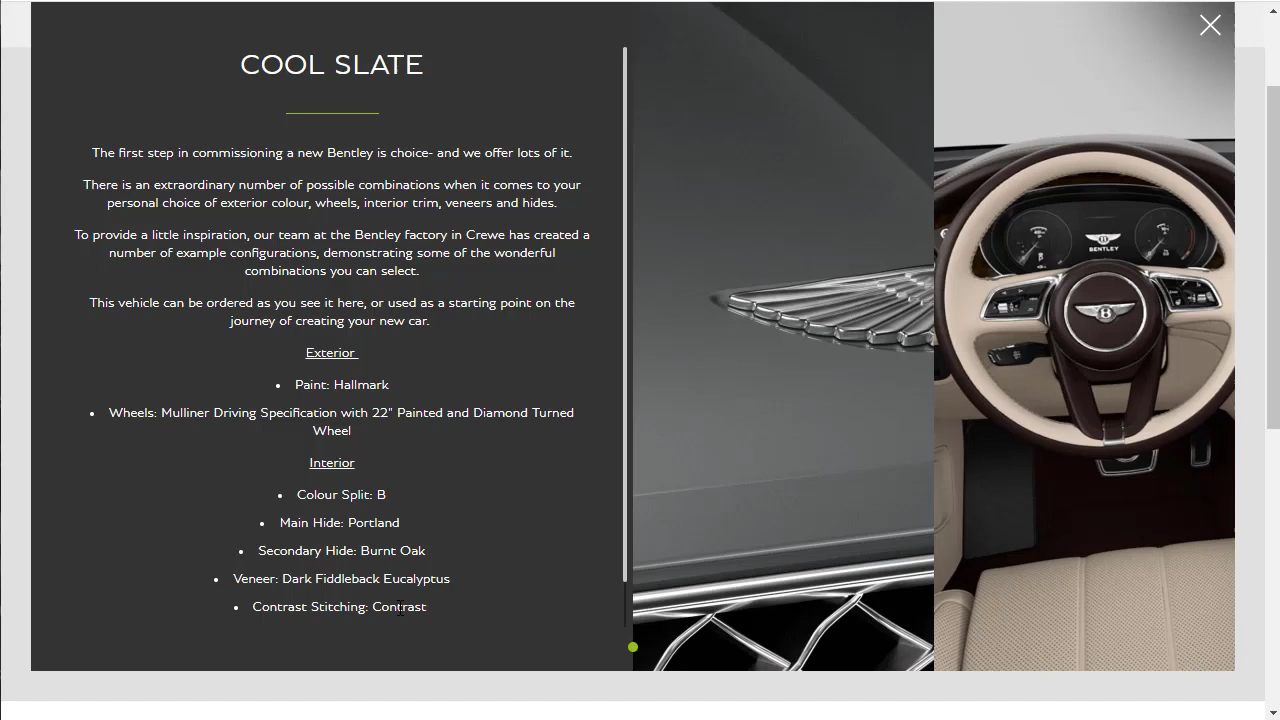 COOL SLATE
The first step in commissioning a new Bentley is choice- and we offer lots of it.
There is an extraordinary number of possible combinations when it comes to your
personal choice of exterior colour, wheels, interior trim, veneers and hides.
To provide a little inspiration, our team at the Bentley factory in Crewe has created a
number of example configurations, demonstrating some of the wonderful
combinations you can select.
This vehicle can be ordered as you see it here, or used as a starting point on the
journey of creating your new car.
Exterior
• Paint: Hallmark
• Wheels: Mulliner Driving Specification with 22" Painted and Diamond Turned
Wheel
Interior
• Colour Split: B
• Main Hide: Portland
• Secondary Hide: Burnt Oak
• Veneer: Dark Fiddleback Eucalyptus
• Contrast Stitching: Contrast
BENTLEY
B